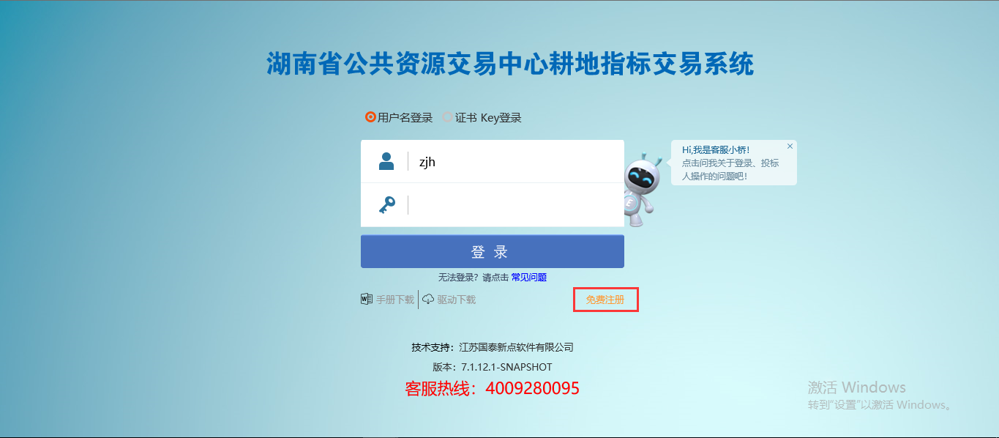 湖南省公共资源交易中心耕地指标交易系统
用户名登录 证书 Key登录
zjh
Hi,我是客服小桥!
点击问我关于登录、投标
人操作的问题吧!
E
登 录
无法登录? 请点击 常见问题
W 手册下载 驱动下载 免费注册
技术支持：江苏国泰新点软件有限公司
版本：7.1.12.1-SNAPSHOT
客服热线：4009280095
激活 Windows
转到"设置"以激活 Windows。